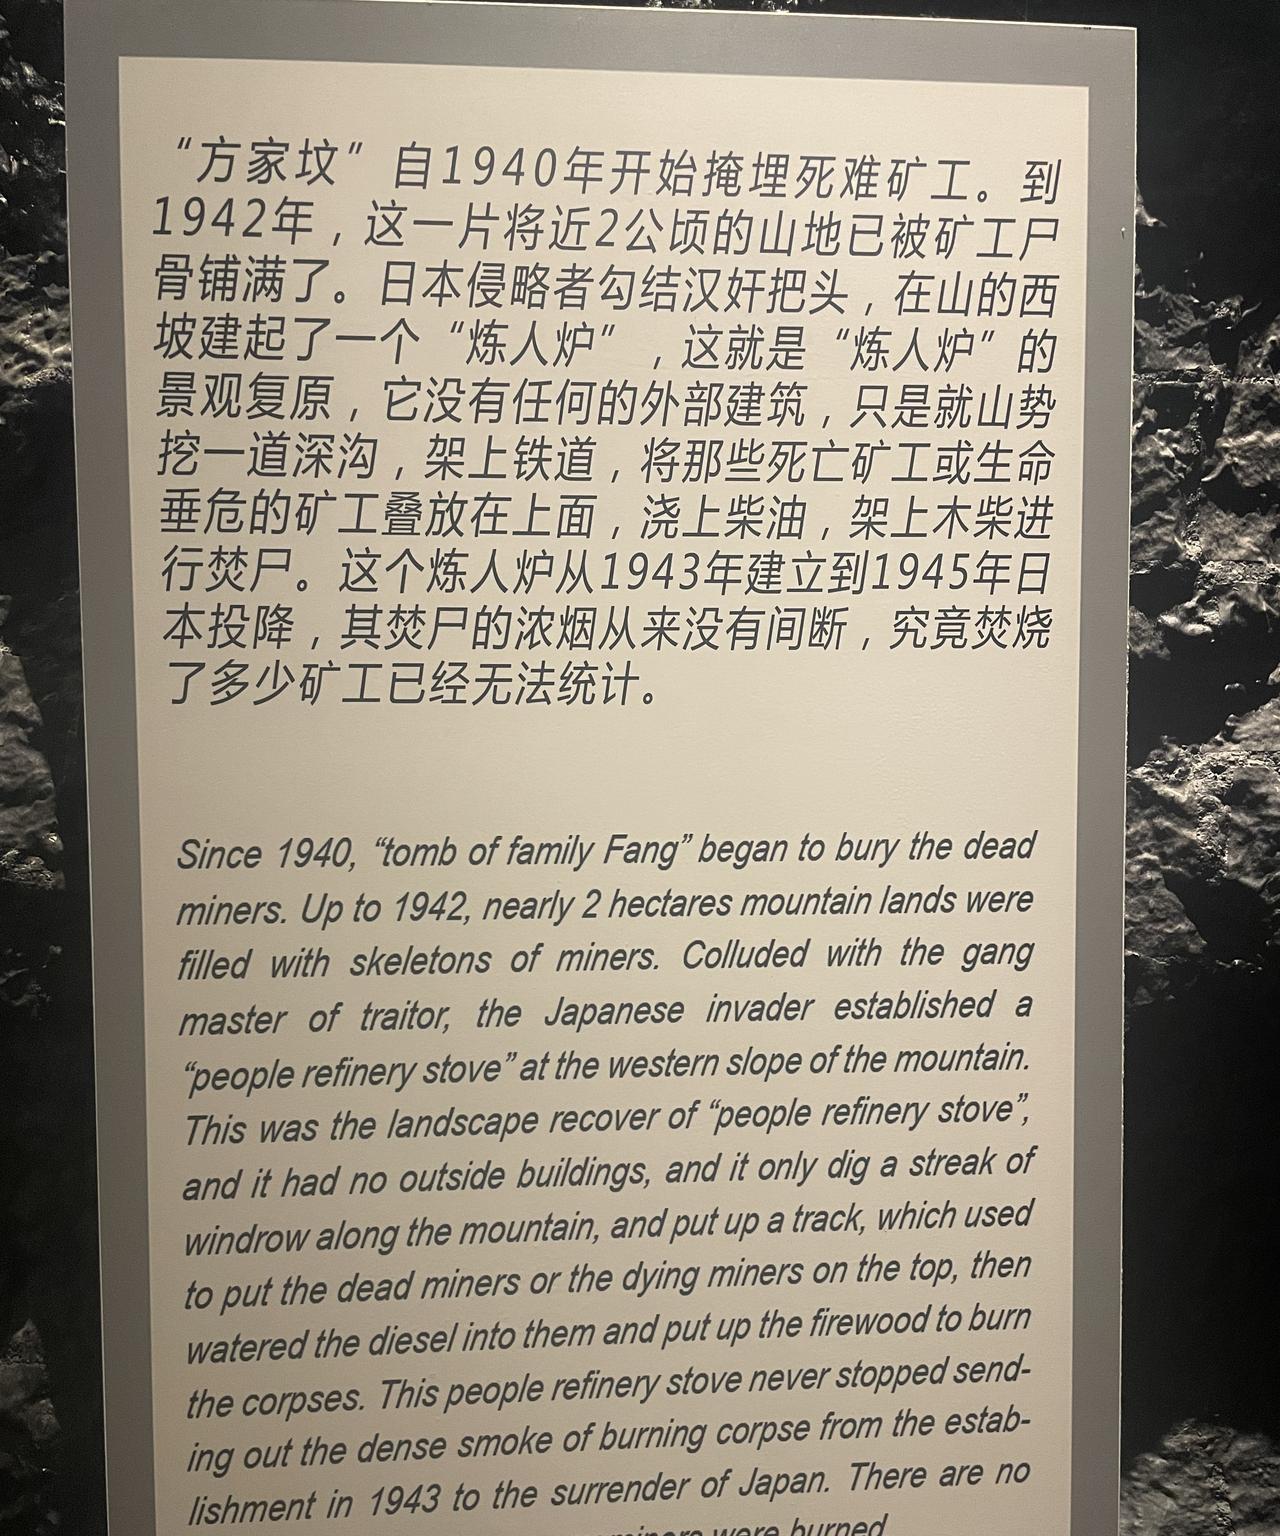 “方家坟”自1940年开始掩埋死难矿工。到
1942年，这一片将近2公顷的山地已被矿工尸
骨铺满了。日本侵略者勾结汉奸把头，在山的西
坡建起了一个“炼人炉”，这就是“炼人炉”的
景观复原，它没有任何的外部建筑，只是就山势
挖一道深沟，架上铁道，将那些死亡矿工或生命
垂危的矿工叠放在上面，浇上柴油，架上木柴进
行焚尸。这个炼人炉从1943年建立到1945年日
本投降，其焚尸的浓烟从来没有间断，究竟焚烧
了多少矿工已经无法统计。
Since 1940, “tomb of family Fang” began to bury the dead
miners. Up to 1942, nearly 2 hectares mountain lands were
filled with skeletons of miners. Colluded with the gang
master of traitor, the Japanese invader established a
“people refinery stove” at the western slope of the mountain.
This was the landscape recover of “people refinery stove”,
and it had no outside buildings, and it only dig a streak of
windrow along the mountain, and put up a track, which used
to put the dead miners or the dying miners on the top, then
watered the diesel into them and put up the firewood to burn
the corpses. This people refinery stove never stopped send-
ing out the dense smoke of burning corpse from the estab-
lishment in 1943 to the surrender of Japan. There are no
miners were burned